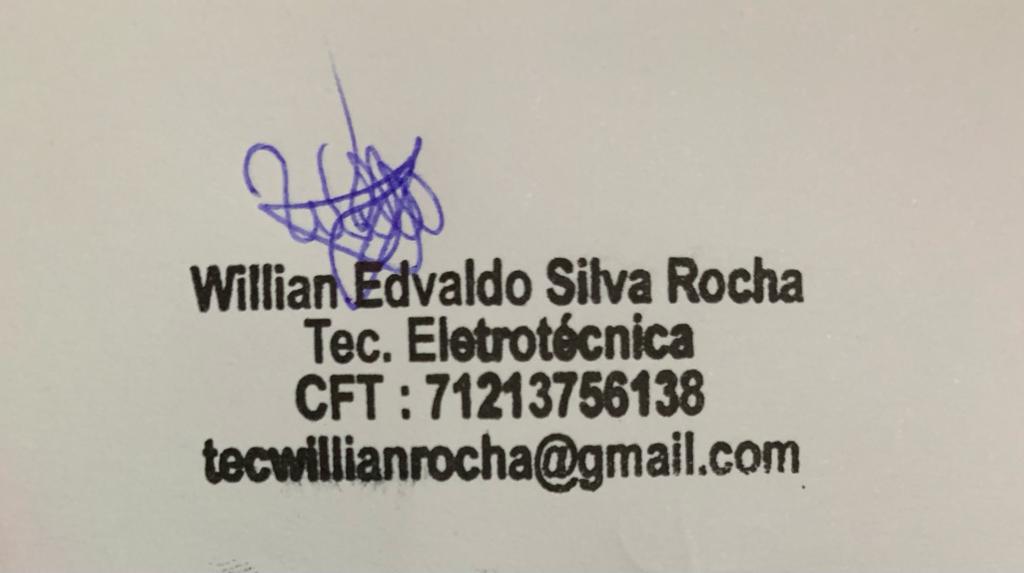 Willian Edvaldo Silva Rocha
Tec. Eletrotécnica
CFT : 71213756138
tecwillianrocha@gmail.com